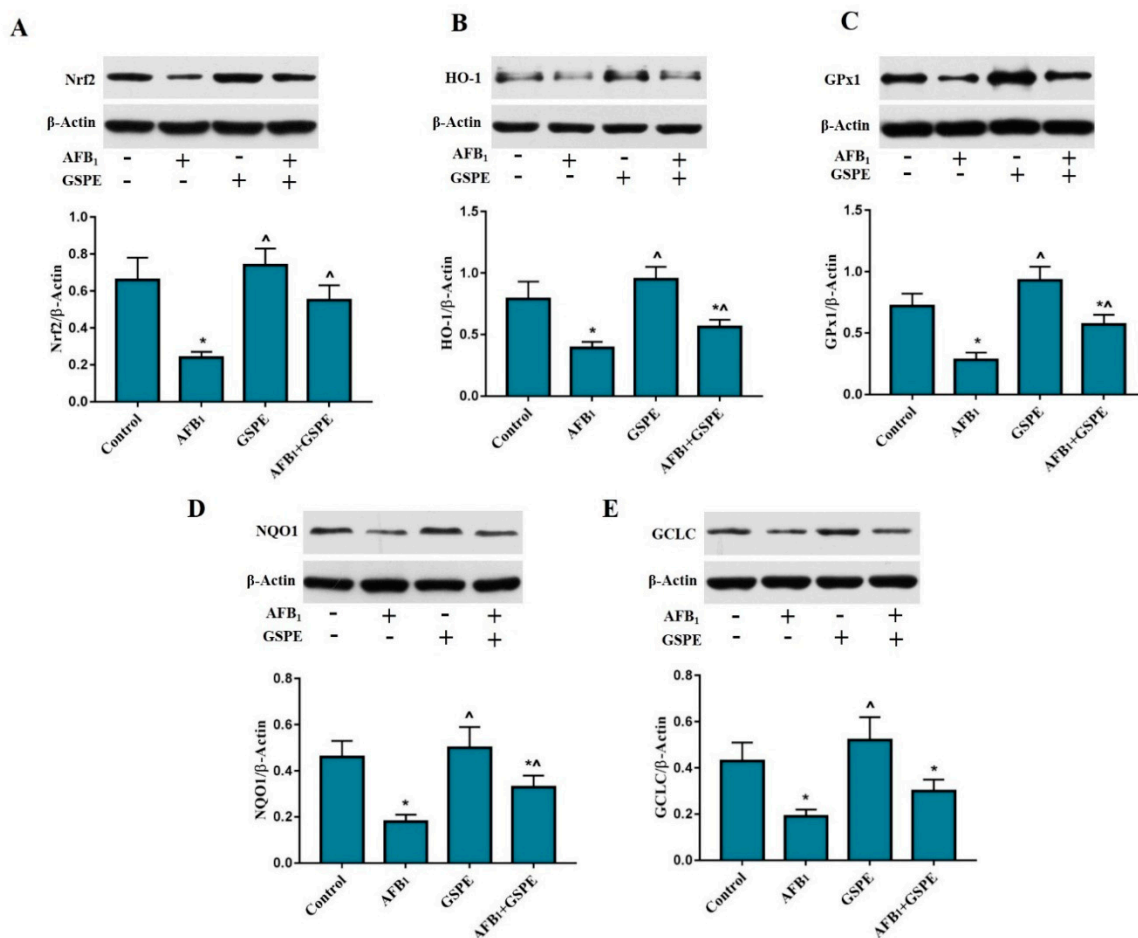 A
Nrf2
β-Actin
AFB₁ - + - +
GSPE - - + +
Nrf2/β-Actin
1.0
0.8
0.6
0.4
0.2
0.0
*
^
^
Control
AFB₁
GSPE
AFB₁+GSPE
B
HO-1
β-Actin
AFB₁ - + - +
GSPE - - + +
HO-1/β-Actin
1.5
1.0
0.5
0.0
*
^
*^
Control
AFB₁
GSPE
AFB₁+GSPE
C
GPx1
β-Actin
AFB₁ - + - +
GSPE - - + +
GPx1/β-Actin
1.5
1.0
0.5
0.0
*
^
*^
Control
AFB₁
GSPE
AFB₁+GSPE
D
NQO1
β-Actin
AFB₁ - + - +
GSPE - - + +
NQO1/β-Actin
0.8
0.6
0.4
0.2
0.0
*
^
*^
Control
AFB₁
GSPE
AFB₁+GSPE
E
GCLC
β-Actin
AFB₁ - + - +
GSPE - - + +
GCLC/β-Actin
0.8
0.6
0.4
0.2
0.0
*
^
*
Control
AFB₁
GSPE
AFB₁+GSPE